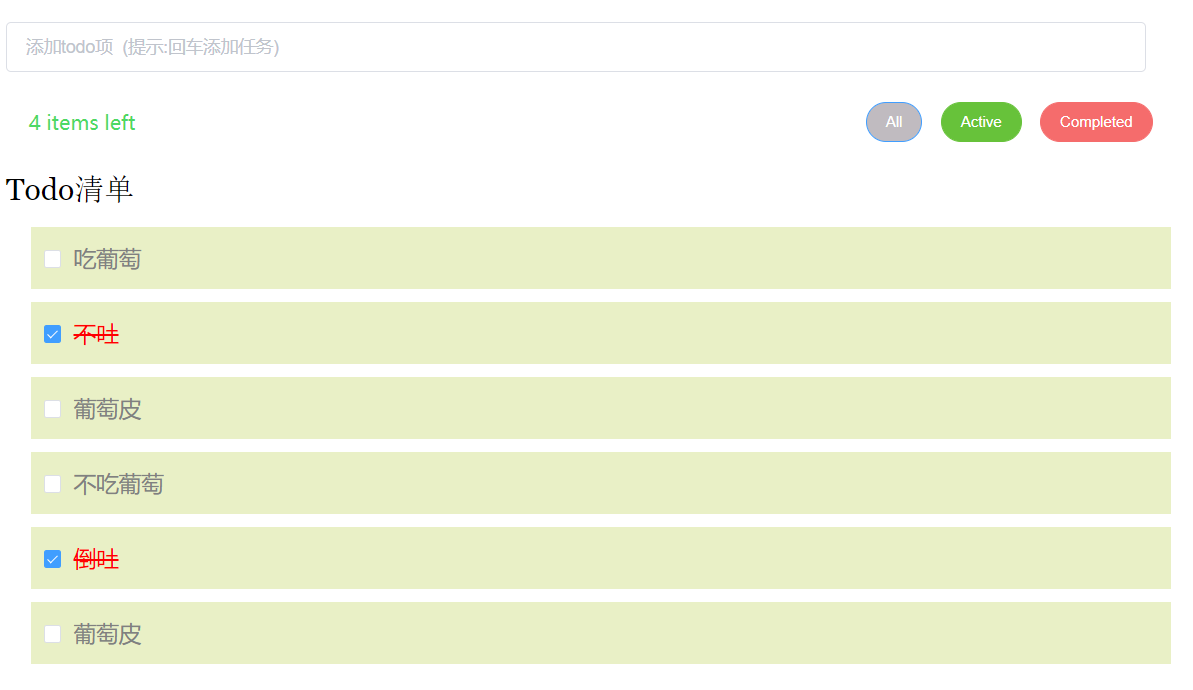 添加todo项 (提示:回车添加任务)
4 items left All Active Completed
Todo清单
吃葡萄
不哇
葡萄皮
不吃葡萄
倒哇
葡萄皮